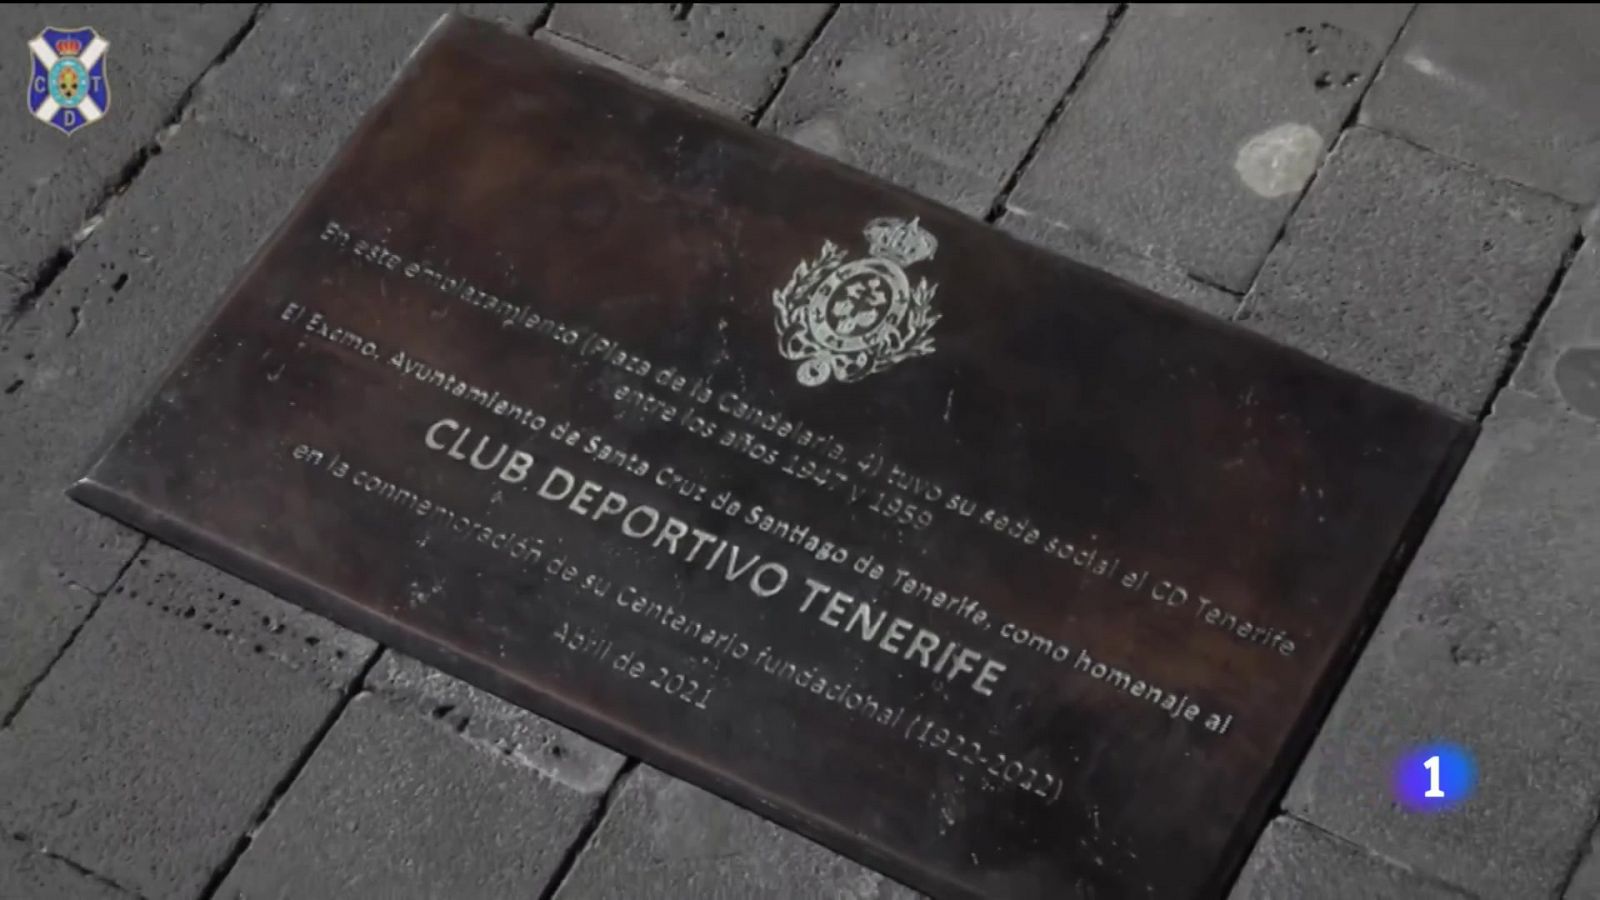 C T
D
En este emplazamiento (Plaza de la Candelaria, 4) tuvo su sede social el CD Tenerife
entre los años 1947 y 1959
El Excmo. Ayuntamiento de Santa Cruz de Santiago de Tenerife, como homenaje al
CLUB DEPORTIVO TENERIFE
en la conmemoración de su Centenario fundacional (1922-2022)
Abril de 2021
1